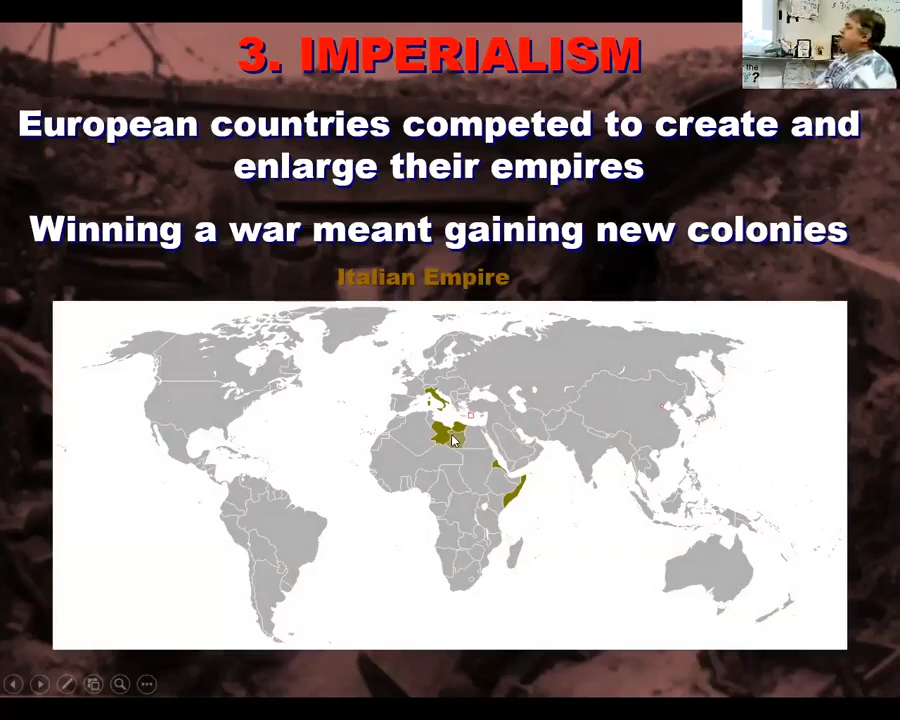 3. IMPERIALISM
European countries competed to create and
enlarge their empires
Winning a war meant gaining new colonies
Italian Empire
the
?